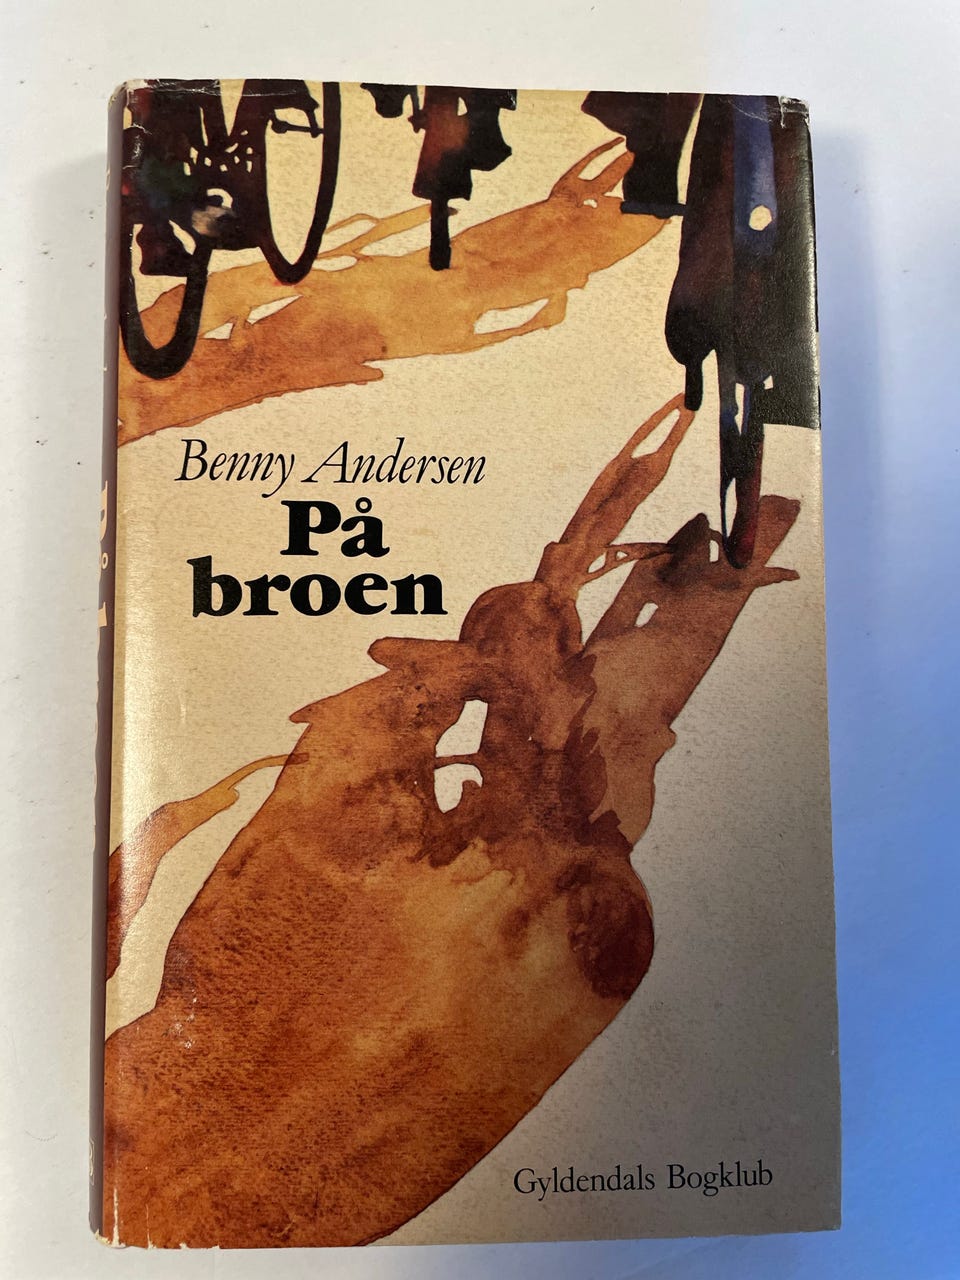 Benny Andersen
På
broen
Gyldendals Bogklub